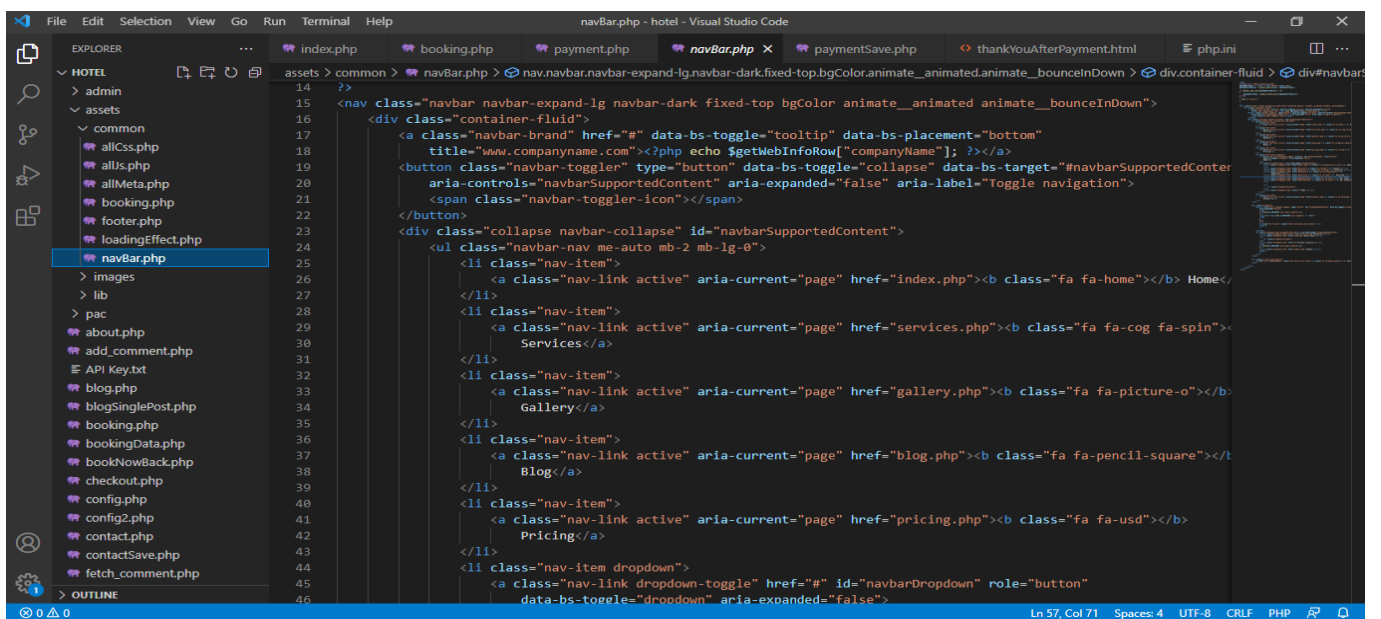 File Edit Selection View Go Run Terminal Help navBar.php - hotel - Visual Studio Code
EXPLORER
HOTEL
admin
assets
common
allCss.php
allJs.php
allMeta.php
booking.php
footer.php
loadingEffect.php
navBar.php
images
lib
pac
about.php
add_comment.php
API Key.txt
blog.php
blogSinglePost.php
booking.php
bookingData.php
bookNowBack.php
checkout.php
config.php
config2.php
contact.php
contactSave.php
fetch_comment.php
OUTLINE
index.php booking.php payment.php navBar.php paymentSave.php thankYouAfterPayment.html php.ini
assets > common > navBar.php > nav.navbar.navbar-expand-lg.navbar-dark.fixed-top.bgColor.animate__animated.animate__bounceInDown > div.container-fluid > div#navbarS
14 ?>
15 <nav class="navbar navbar-expand-lg navbar-dark fixed-top bgColor animate__animated animate__bounceInDown">
16 <div class="container-fluid">
17 <a class="navbar-brand" href="#" data-bs-toggle="tooltip" data-bs-placement="bottom"
18 title="www.companyname.com"><?php echo $getWebInfoRow["companyName"]; ?></a>
19 <button class="navbar-toggler" type="button" data-bs-toggle="collapse" data-bs-target="#navbarSupportedConter
20 aria-controls="navbarSupportedContent" aria-expanded="false" aria-label="Toggle navigation">
21 <span class="navbar-toggler-icon"></span>
22 </button>
23 <div class="collapse navbar-collapse" id="navbarSupportedContent">
24 <ul class="navbar-nav me-auto mb-2 mb-lg-0">
25 <li class="nav-item">
26 <a class="nav-link active" aria-current="page" href="index.php"><b class="fa fa-home"></b> Home</
27 </li>
28 <li class="nav-item">
29 <a class="nav-link active" aria-current="page" href="services.php"><b class="fa fa-cog fa-spin"><
30 Services</a>
31 </li>
32 <li class="nav-item">
33 <a class="nav-link active" aria-current="page" href="gallery.php"><b class="fa fa-picture-o"></b>
34 Gallery</a>
35 </li>
36 <li class="nav-item">
37 <a class="nav-link active" aria-current="page" href="blog.php"><b class="fa fa-pencil-square"></b
38 Blog</a>
39 </li>
40 <li class="nav-item">
41 <a class="nav-link active" aria-current="page" href="pricing.php"><b class="fa fa-usd"></b>
42 Pricing</a>
43 </li>
44 <li class="nav-item dropdown">
45 <a class="nav-link dropdown-toggle" href="#" id="navbarDropdown" role="button"
46 data-bs-toggle="dropdown" aria-expanded="false">
1
0 0 Ln 57, Col 71 Spaces: 4 UTF-8 CRLF PHP